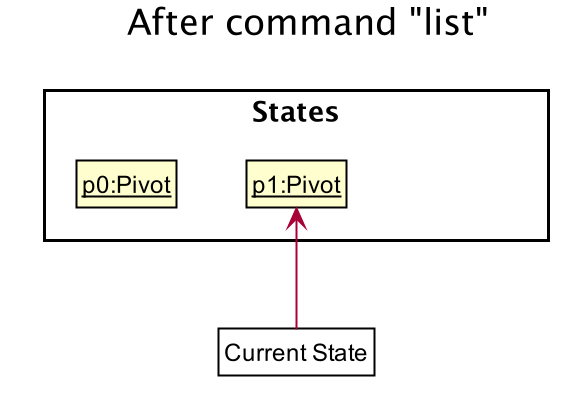 After command "list"
States
p0:Pivot
p1:Pivot
Current State